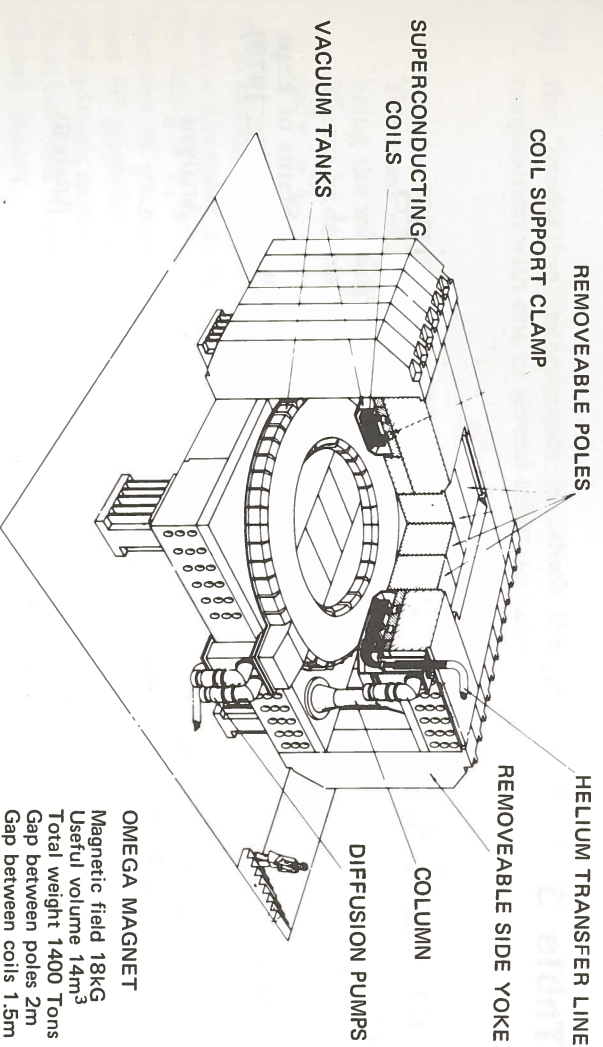 REMOVEABLE POLES
COIL SUPPORT CLAMP
SUPERCONDUCTING
COILS
VACUUM TANKS
HELIUM TRANSFER LINE
REMOVEABLE SIDE YOKE
COLUMN
DIFFUSION PUMPS
OMEGA MAGNET
Magnetic field 18kG
Useful volume 14m³
Total weight 1400 Tons
Gap between poles 2m
Gap between coils 1.5m